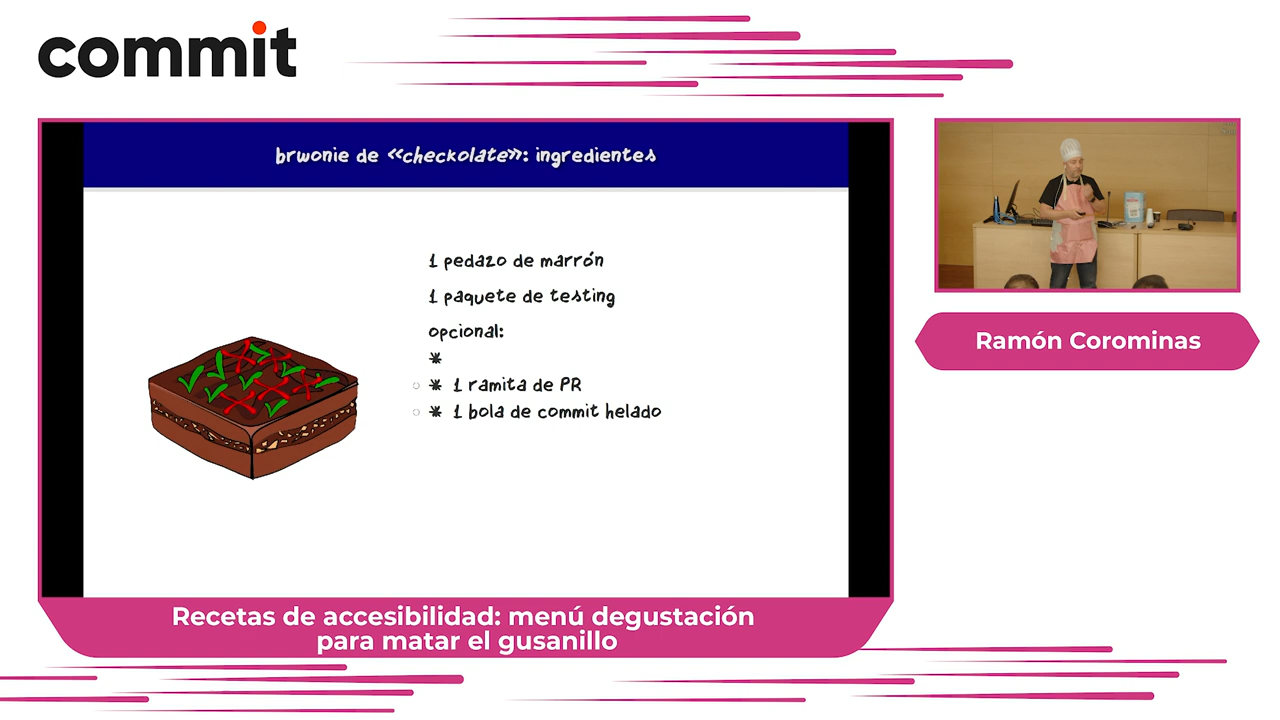 commit
brwonie de «checkolate»: ingredientes
1 pedazo de marrón
1 paquete de testing
opcional:
*
* 1 ramita de PR
* 1 bola de commit helado
Ramón Corominas
Recetas de accesibilidad: menú degustación
para matar el gusanillo